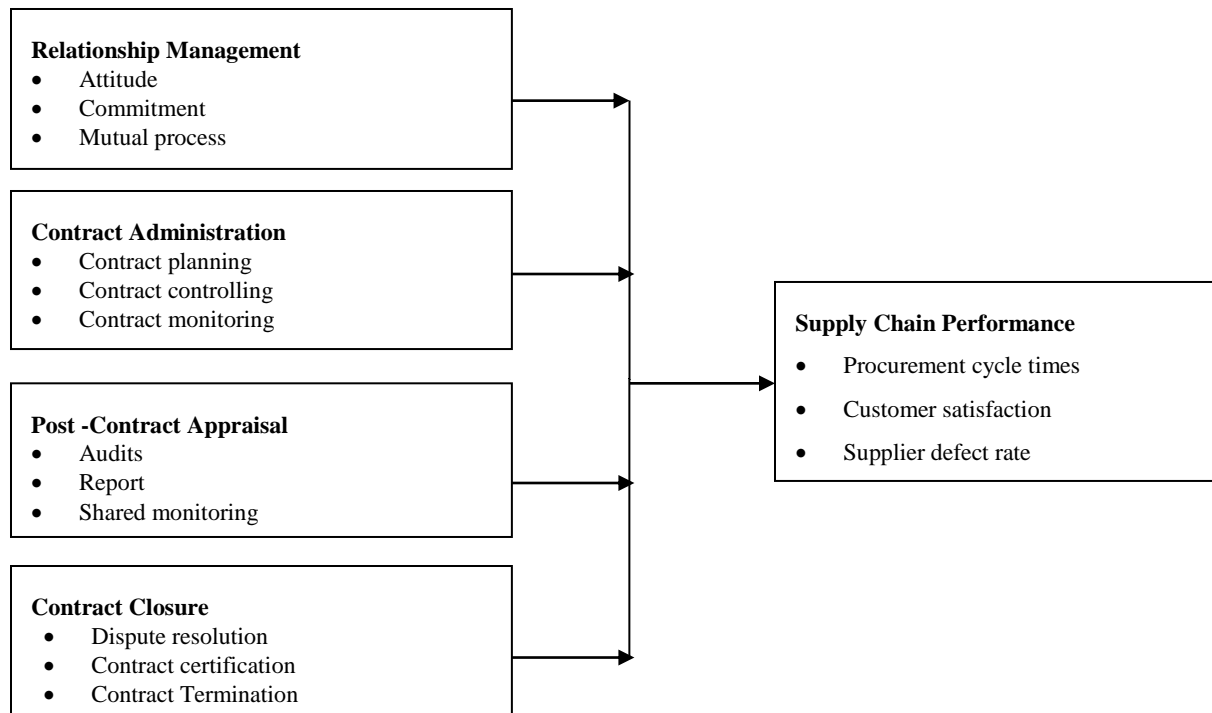 Relationship Management
• Attitude
• Commitment
• Mutual process
Contract Administration
• Contract planning
• Contract controlling
• Contract monitoring
Post -Contract Appraisal
• Audits
• Report
• Shared monitoring
Contract Closure
• Dispute resolution
• Contract certification
• Contract Termination
Supply Chain Performance
• Procurement cycle times
• Customer satisfaction
• Supplier defect rate